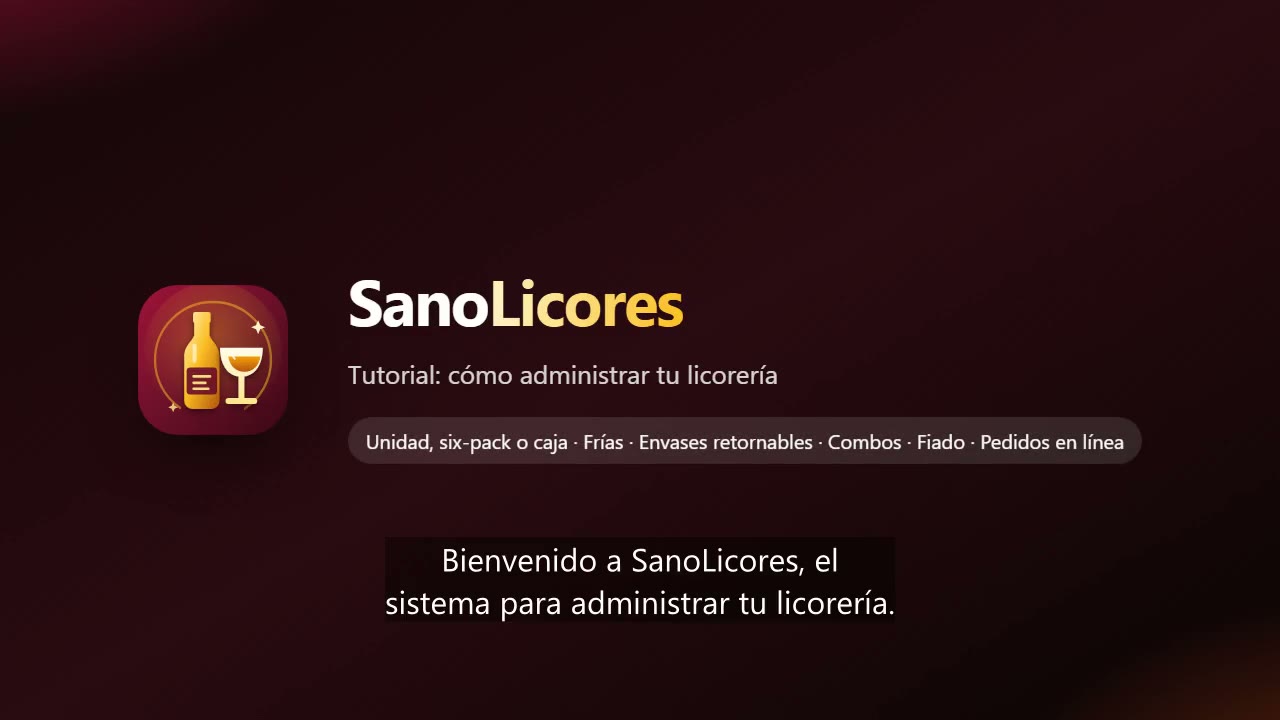 SanoLicores
Tutorial: cómo administrar tu licorería
Unidad, six-pack o caja · Frías · Envases retornables · Combos · Fiado · Pedidos en línea
Bienvenido a SanoLicores, el
sistema para administrar tu licorería.